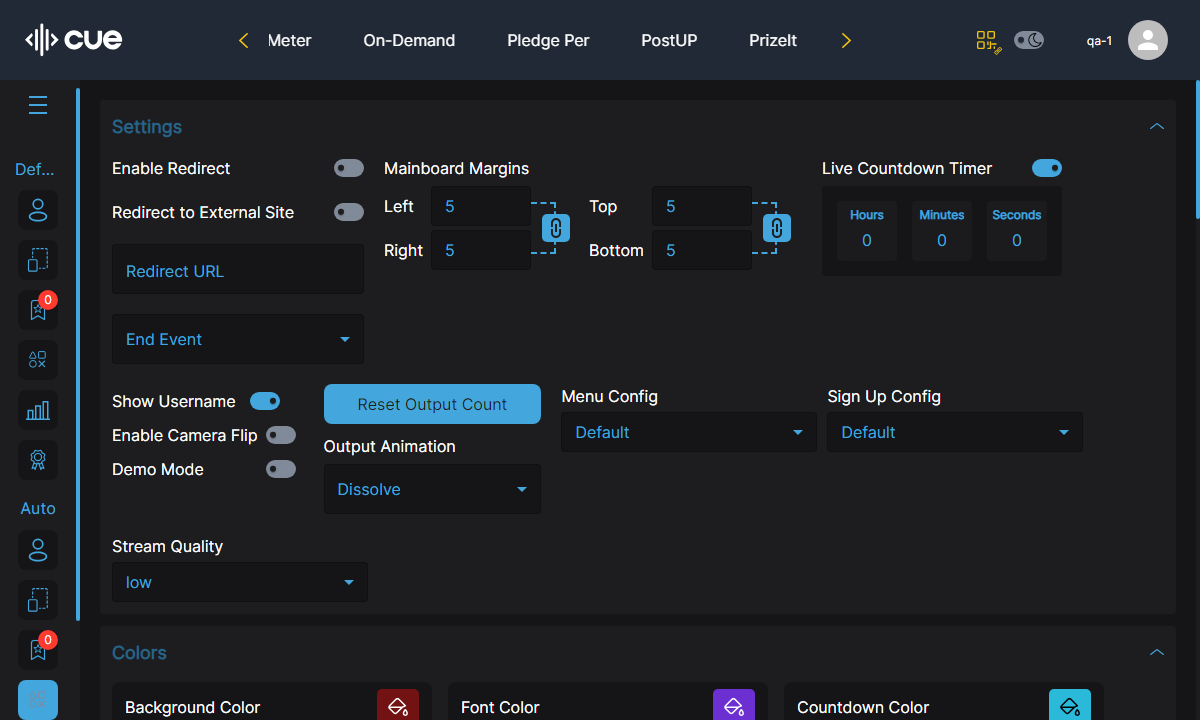 cue
Meter
On-Demand
Pledge Per
PostUP
PrizeIt
qa-1
Def...
0
Auto
0
Settings
Enable Redirect
Redirect to External Site
Redirect URL
End Event
Mainboard Margins
Left 5
Right 5
Top 5
Bottom 5
Live Countdown Timer
Hours Minutes Seconds
0 0 0
Show Username
Enable Camera Flip
Demo Mode
Reset Output Count
Output Animation
Dissolve
Menu Config
Default
Sign Up Config
Default
Stream Quality
low
Colors
Background Color
Font Color
Countdown Color